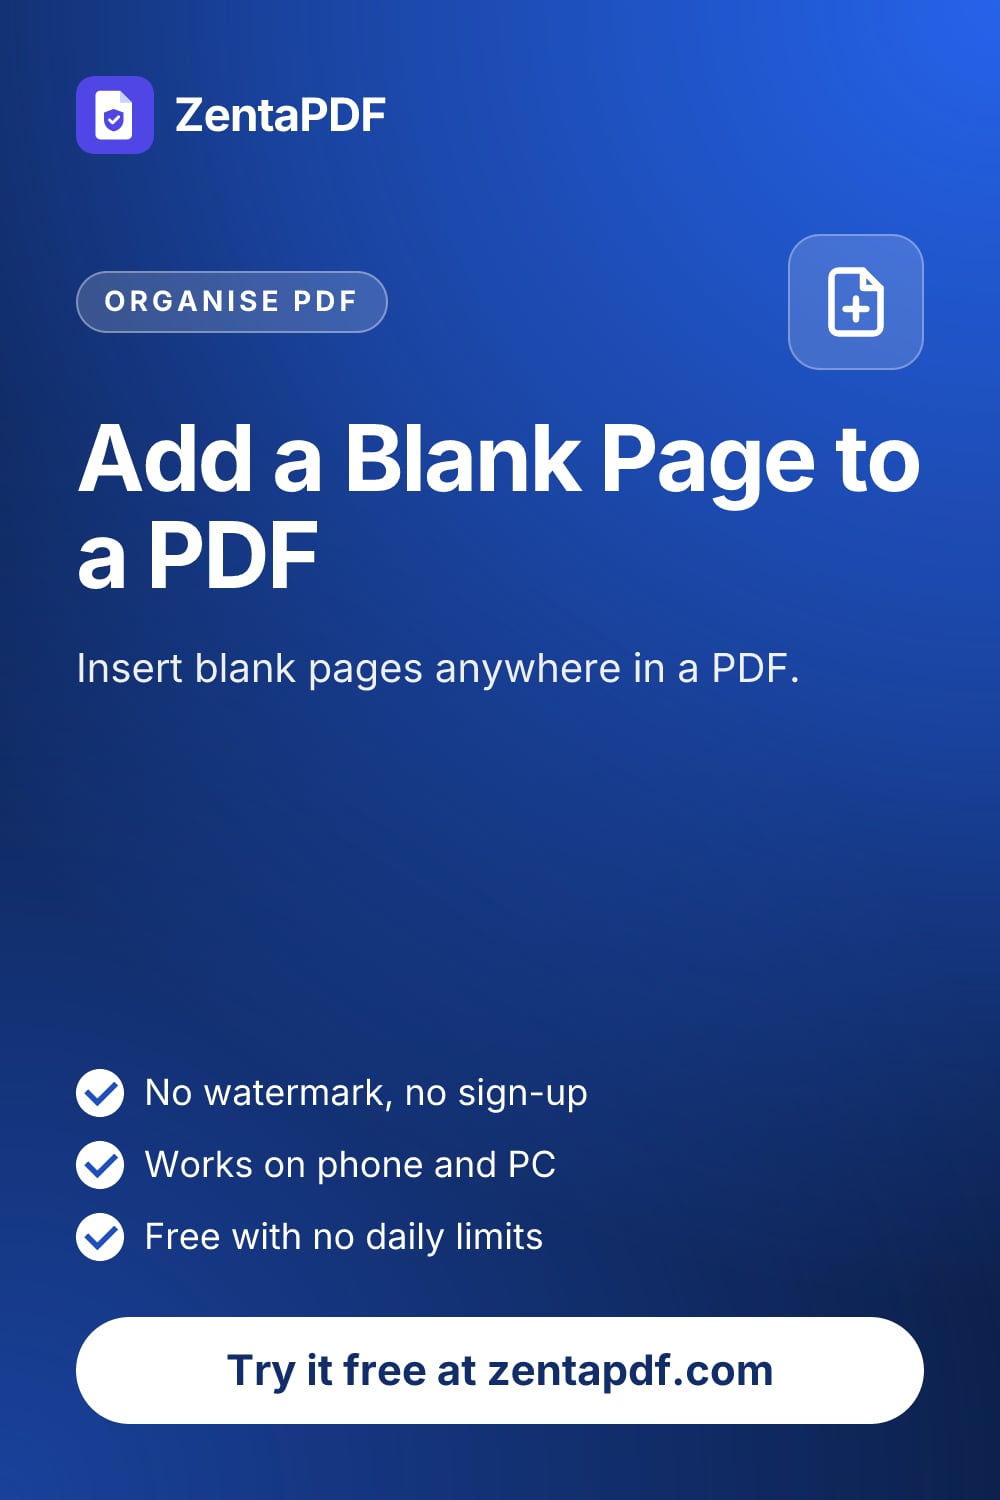 ZentaPDF
ORGANISE PDF
Add a Blank Page to
a PDF
Insert blank pages anywhere in a PDF.
No watermark, no sign-up
Works on phone and PC
Free with no daily limits
Try it free at zentapdf.com